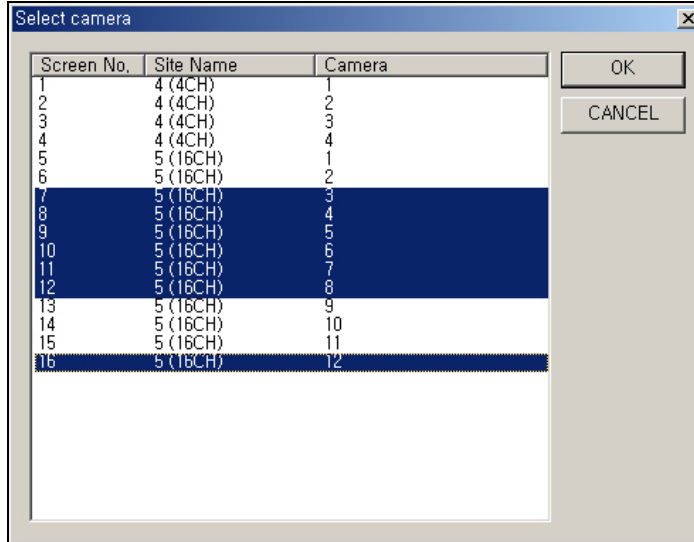 Select camera
Screen No. Site Name Camera
1 4 (4CH) 1
2 4 (4CH) 2
3 4 (4CH) 3
4 4 (4CH) 4
5 5 (16CH) 1
6 5 (16CH) 2
7 5 (16CH) 3
8 5 (16CH) 4
9 5 (16CH) 5
10 5 (16CH) 6
11 5 (16CH) 7
12 5 (16CH) 8
13 5 (16CH) 9
14 5 (16CH) 10
15 5 (16CH) 11
16 5 (16CH) 12
OK
CANCEL